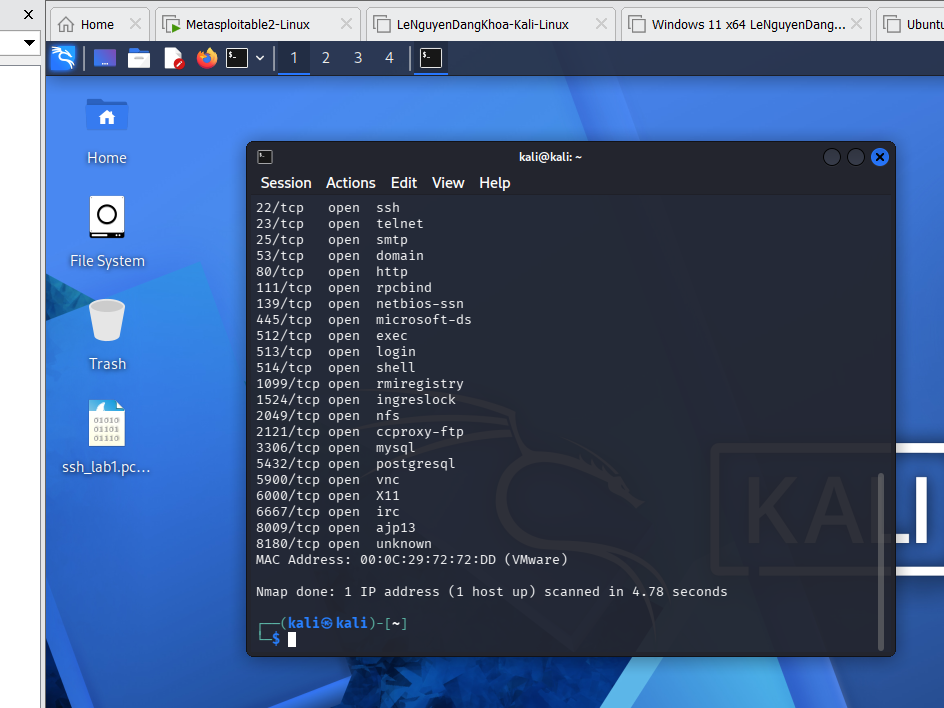 Home
Metasploitable2-Linux
LeNguyenDangKhoa-Kali-Linux
Windows 11 x64 LeNguyenDang...
Ubuntu
1 2 3 4
Home
File System
Trash
01010
01101
01110
ssh_lab1.pc...
kali@kali: ~
Session Actions Edit View Help
22/tcp open ssh
23/tcp open telnet
25/tcp open smtp
53/tcp open domain
80/tcp open http
111/tcp open rpcbind
139/tcp open netbios-ssn
445/tcp open microsoft-ds
512/tcp open exec
513/tcp open login
514/tcp open shell
1099/tcp open rmiregistry
1524/tcp open ingreslock
2049/tcp open nfs
2121/tcp open ccproxy-ftp
3306/tcp open mysql
5432/tcp open postgresql
5900/tcp open vnc
6000/tcp open X11
6667/tcp open irc
8009/tcp open ajp13
8180/tcp open unknown
MAC Address: 00:0C:29:72:72:DD (VMware)
Nmap done: 1 IP address (1 host up) scanned in 4.78 seconds
┌──(kali㉿kali)-[~]
└─$
KALI